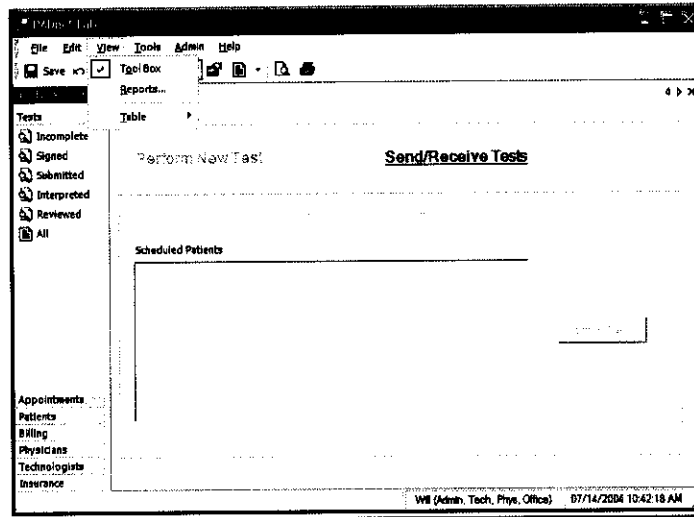 File Edit View Tools Admin Help
Save
Tool Box
Reports...
Table
Tests
Incomplete
Signed
Submitted
Interpreted
Reviewed
All
Perform New Test
Send/Receive Tests
Scheduled Patients
Appointments
Patients
Billing
Physicians
Technologists
Insurance
Will (Admin, Tech, Phys, Office) 07/14/2004 10:42:18 AM